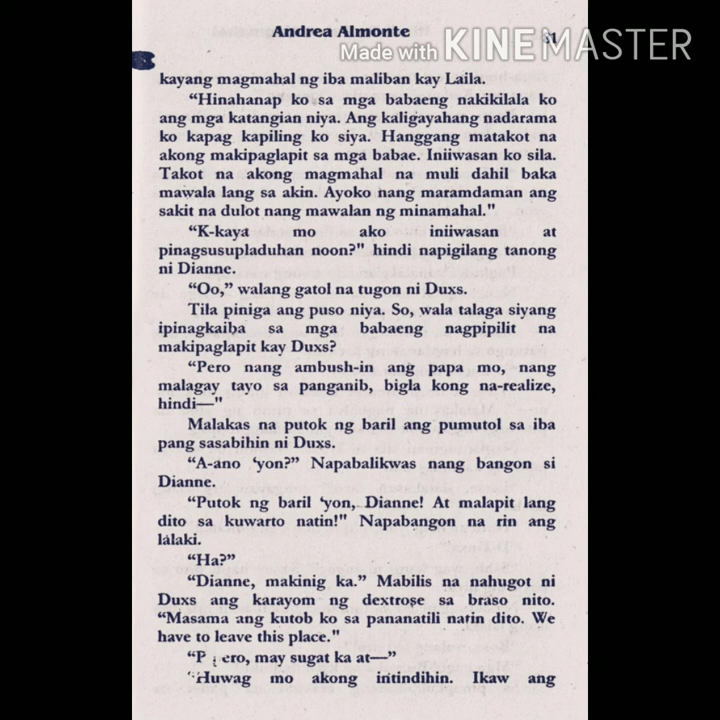 Andrea Almonte
Made with KINEMASTER
kayang magmahal ng iba maliban kay Laila.
“Hinahanap ko sa mga babaeng nakikilala ko
ang mga katangian niya. Ang kaligayahang nadarama
ko kapag kapiling ko siya. Hanggang matakot na
akong makipaglapit sa mga babae. Iniiwasan ko sila.
Takot na akong magmahal na muli dahil baka
mawala lang sa akin. Ayoko nang maramdaman ang
sakit na dulot nang mawalan ng minamahal."
“K-kaya mo ako iniiwasan at
pinagsusupladuhan noon?" hindi napigilang tanong
ni Dianne.
“Oo,” walang gatol na tugon ni Duxs.
Tila piniga ang puso niya. So, wala talaga siyang
ipinagkaiba sa mga babaeng nagpipilit na
makipaglapit kay Duxs?
“Pero nang ambush-in ang papa mo, nang
malagay tayo sa panganib, bigla kong na-realize,
hindi—"
Malakas na putok ng baril ang pumutol sa iba
pang sasabihin ni Duxs.
“A-ano ‘yon?” Napabalikwas nang bangon si
Dianne.
“Putok ng baril ‘yon, Dianne! At malapit lang
dito sa kuwarto natin!" Napabangon na rin ang
lalaki.
“Ha?”
“Dianne, makinig ka.” Mabilis na nahugot ni
Duxs ang karayom ng dextrose sa braso nito.
“Masama ang kutob ko sa pananatili natin dito. We
have to leave this place."
“P ero, may sugat ka at—”
“Huwag mo akong intindihin. Ikaw ang